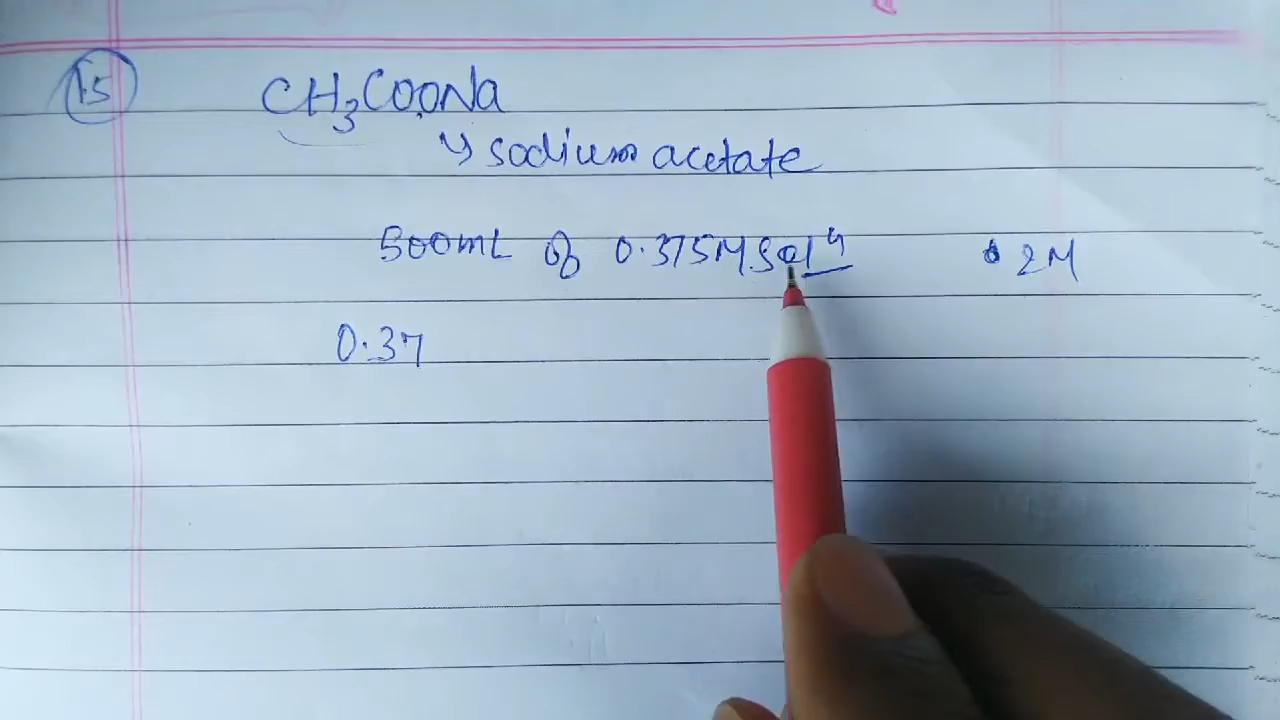 15
CH₃COONa
↳ sodium acetate
500mL of 0.375M Solⁿ 2M
0.37